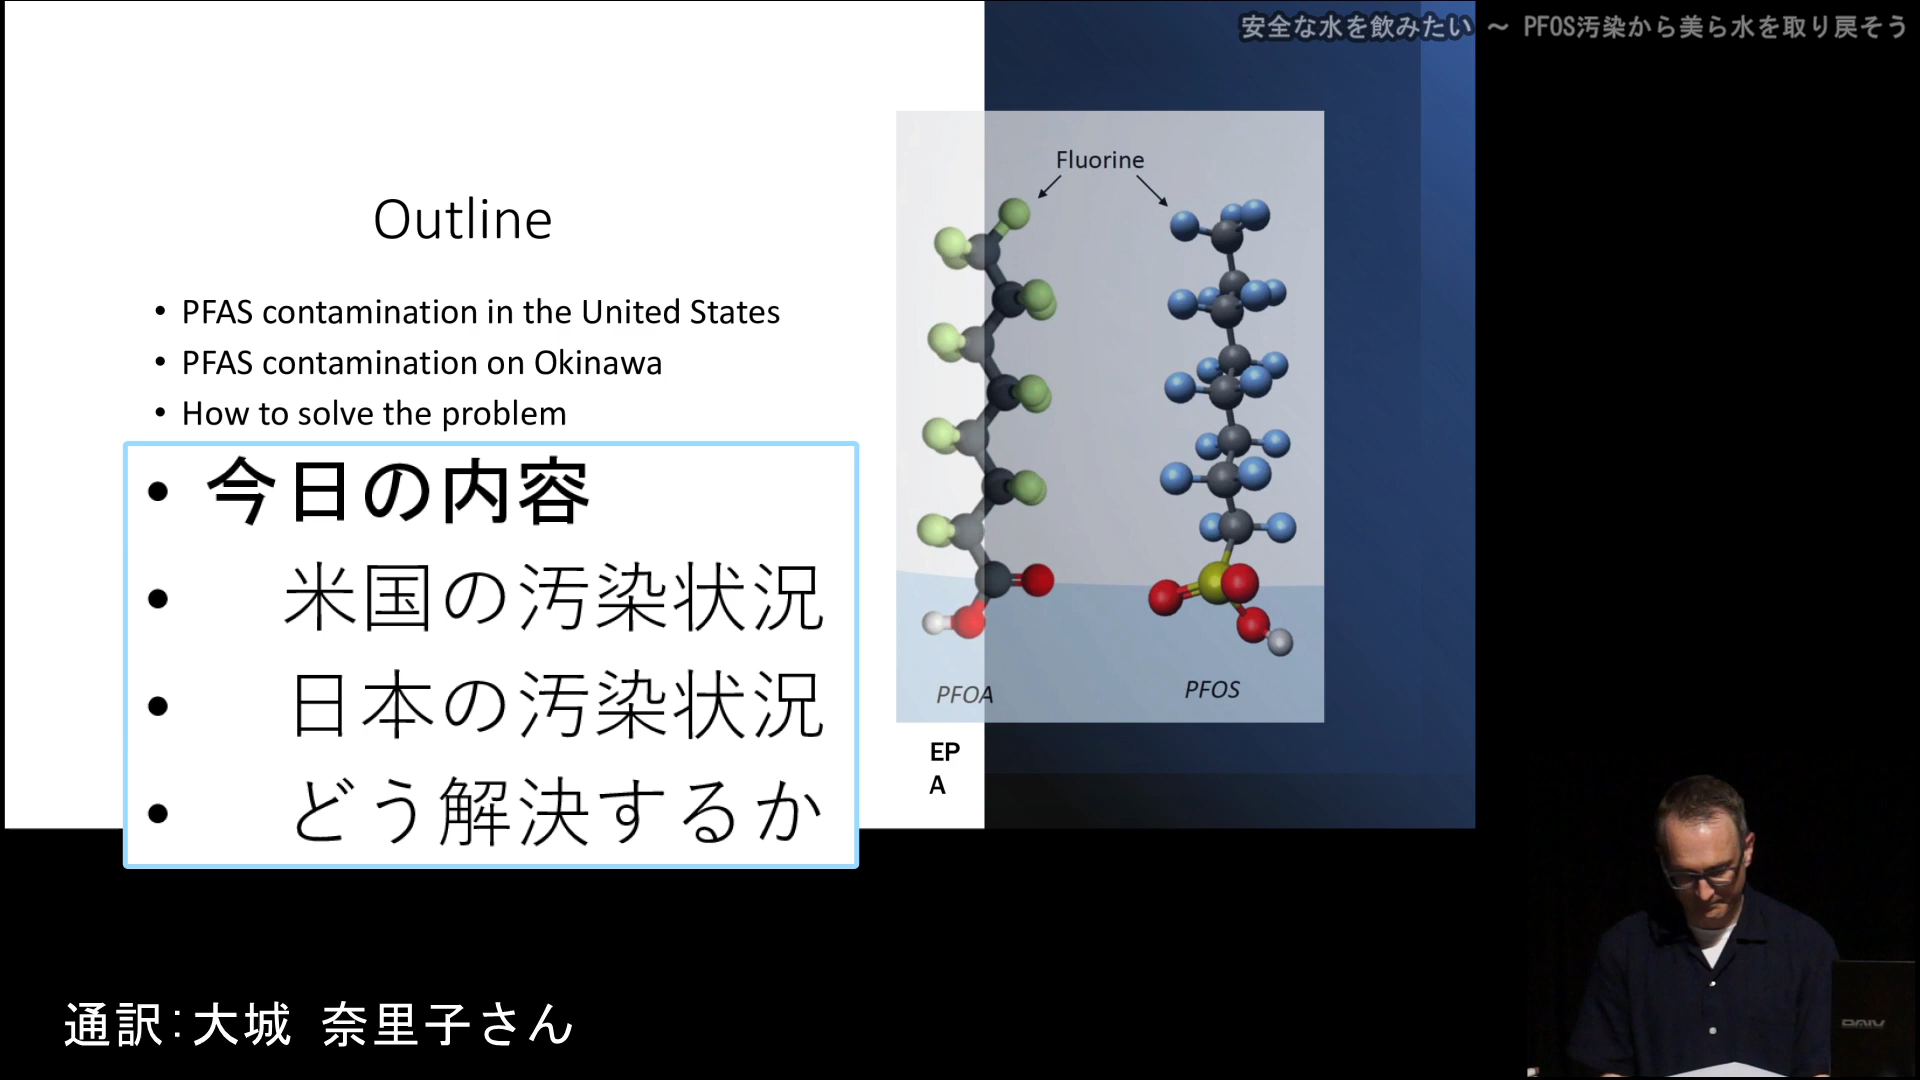 安全な水を飲みたい ～ PFOS汚染から美ら水を取り戻そう
Outline
• PFAS contamination in the United States
• PFAS contamination on Okinawa
• How to solve the problem
• 今日の内容
• 米国の汚染状況
• 日本の汚染状況
• どう解決するか
Fluorine
PFOA
PFOS
EP
A
通訳:大城 奈里子さん
DAIV